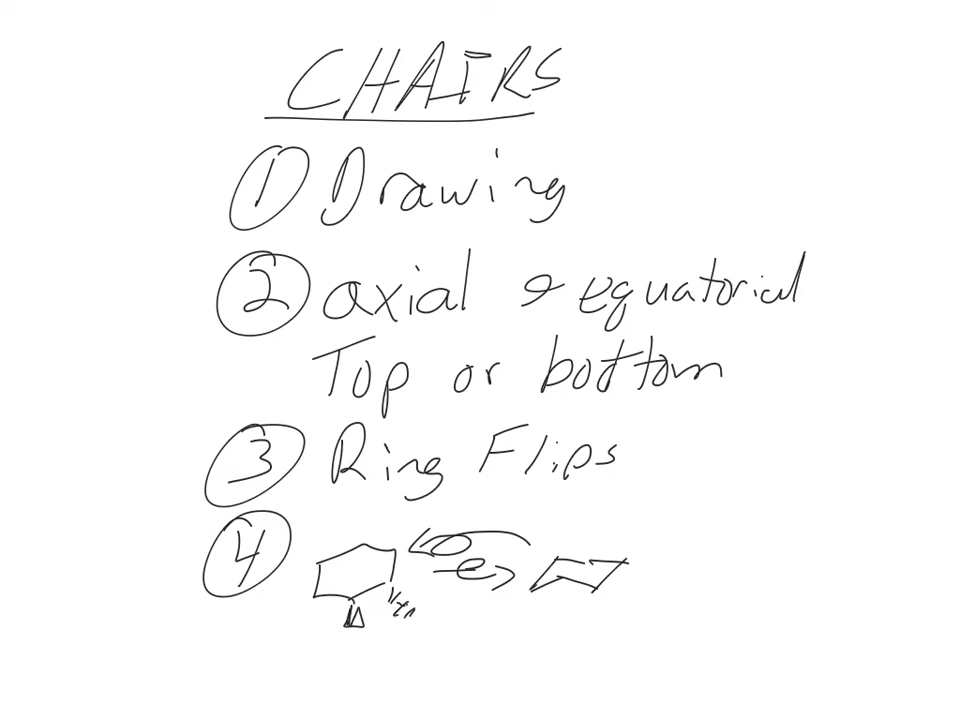 CHAIRS
① Drawing
② axial & equatorial
Top or bottom
③ Ring Flips
④